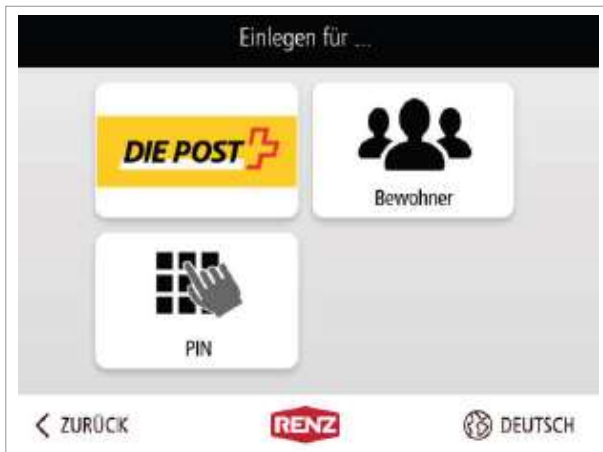 Einlegen für ...
DIE POST
Bewohner
PIN
< ZURÜCK
RENZ
DEUTSCH